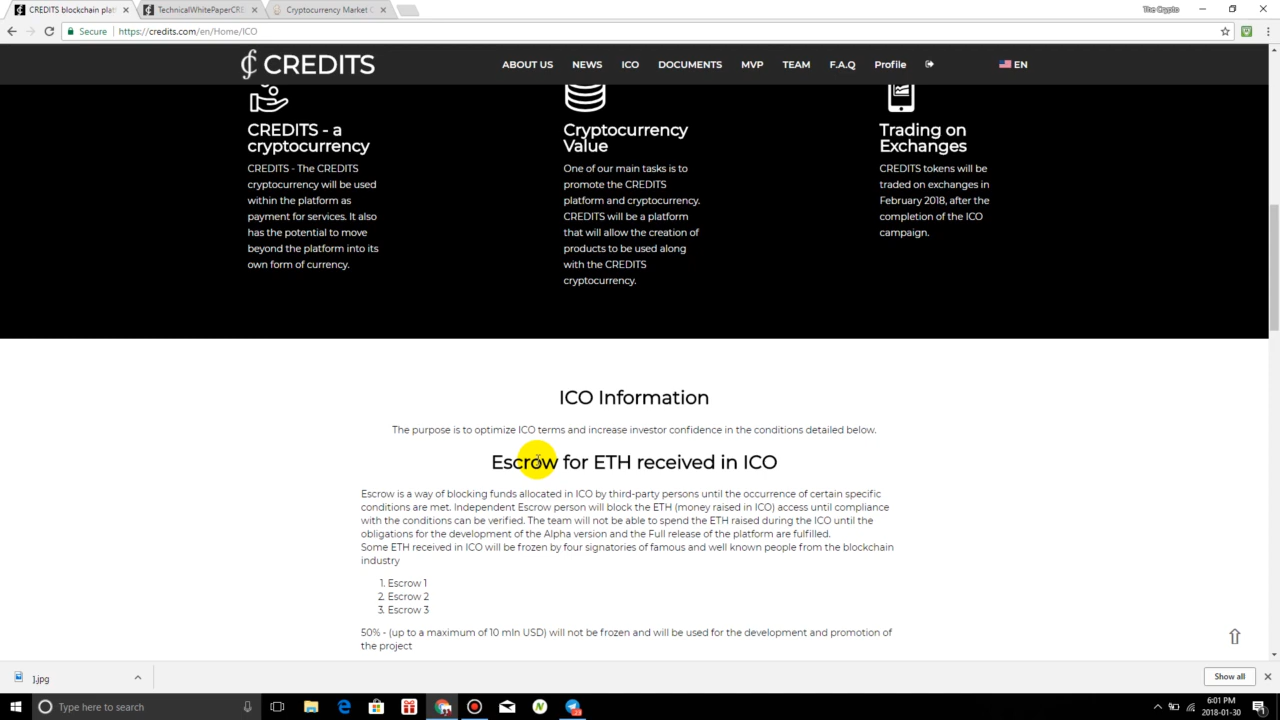 CREDITS blockchain plat
TechnicalWhitePaperCRE
Cryptocurrency Market C
The Crypto
Secure
https://credits.com/en/Home/ICO
CREDITS
ABOUT US
NEWS
ICO
DOCUMENTS
MVP
TEAM
F.A.Q
Profile
EN
CREDITS - a
cryptocurrency
CREDITS - The CREDITS
cryptocurrency will be used
within the platform as
payment for services. It also
has the potential to move
beyond the platform into its
own form of currency.
Cryptocurrency
Value
One of our main tasks is to
promote the CREDITS
platform and cryptocurrency.
CREDITS will be a platform
that will allow the creation of
products to be used along
with the CREDITS
cryptocurrency.
Trading on
Exchanges
CREDITS tokens will be
traded on exchanges in
February 2018, after the
completion of the ICO
campaign.
ICO Information
The purpose is to optimize ICO terms and increase investor confidence in the conditions detailed below.
Escrow for ETH received in ICO
Escrow is a way of blocking funds allocated in ICO by third-party persons until the occurrence of certain specific
conditions are met. Independent Escrow person will block the ETH (money raised in ICO) access until compliance
with the conditions can be verified. The team will not be able to spend the ETH raised during the ICO until the
obligations for the development of the Alpha version and the Full release of the platform are fulfilled.
Some ETH received in ICO will be frozen by four signatories of famous and well known people from the blockchain
industry
1. Escrow 1
2. Escrow 2
3. Escrow 3
50% - (up to a maximum of 10 mln USD) will not be frozen and will be used for the development and promotion of
the project
].jpg
Show all
Type here to search
6:01 PM
2018-01-30